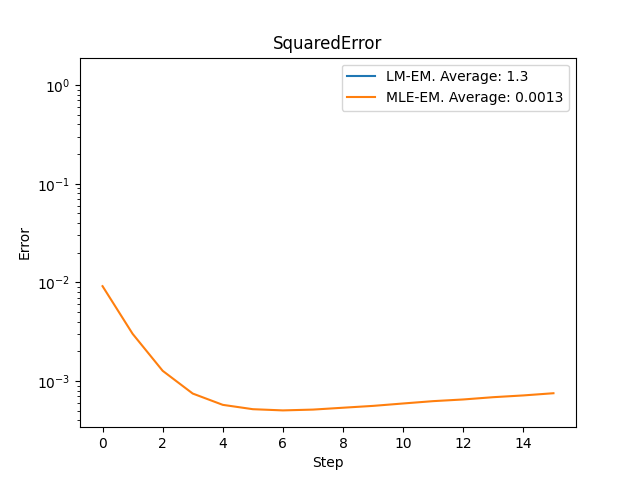 SquaredError
LM-EM. Average: 1.3
MLE-EM. Average: 0.0013
10⁰
10⁻¹
10⁻²
10⁻³
Error
0 2 4 6 8 10 12 14
Step